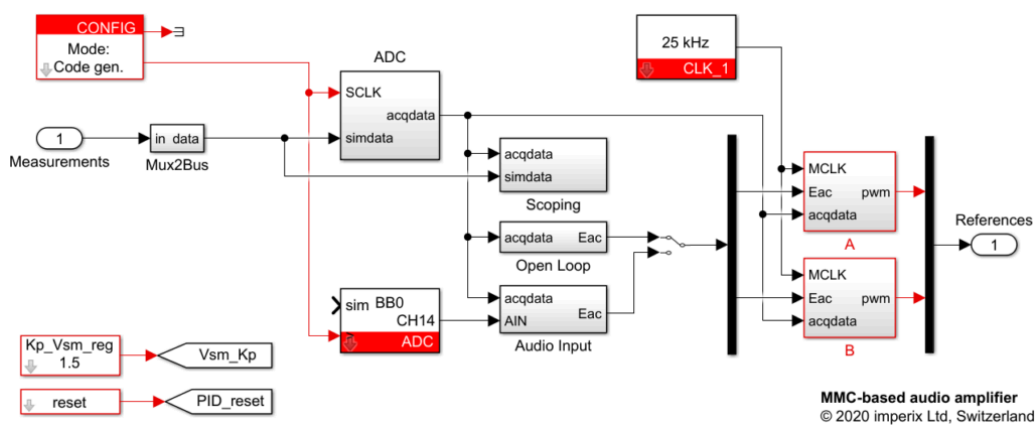 CONFIG
Mode:
Code gen.
1
Measurements
in data
Mux2Bus
ADC
SCLK
acqdata
simdata
25 kHz
CLK_1
acqdata
simdata
Scoping
acqdata Eac
Open Loop
acqdata
Eac
AIN
Audio Input
sim BB0
CH14
ADC
MCLK
Eac pwm
acqdata
A
MCLK
Eac pwm
acqdata
B
References
1
Kp_Vsm_reg
1.5
Vsm_Kp
reset
PID_reset
MMC-based audio amplifier
© 2020 imperix Ltd, Switzerland